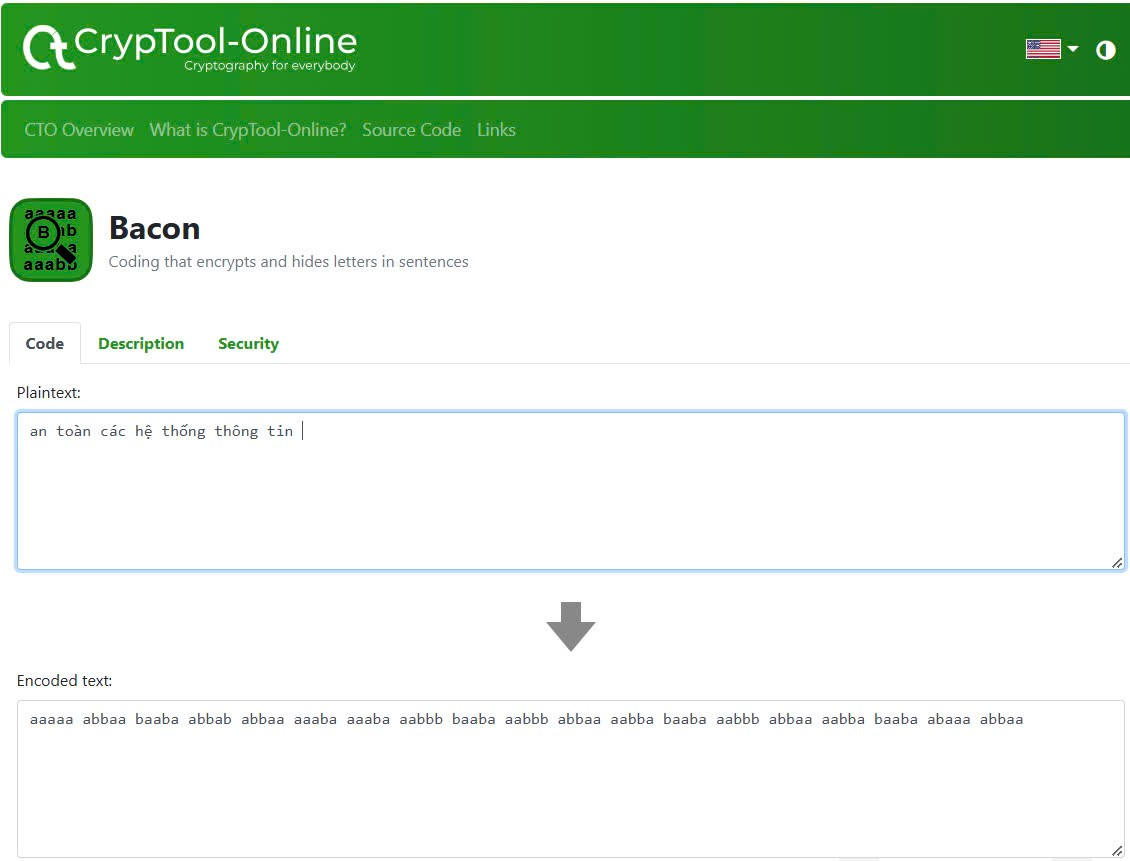 CrypTool-Online
Cryptography for everybody
CTO Overview What is CrypTool-Online? Source Code Links
aaaaa
B
aaabb
Bacon
Coding that encrypts and hides letters in sentences
Code Description Security
Plaintext:
an toàn các hệ thống thông tin
Encoded text:
aaaaa abbaa baaba abbab abbaa aaaba aaaba aabbb baaba aabbb abbaa aabba baaba aabbb abbaa aabba baaba abaaa abbaa